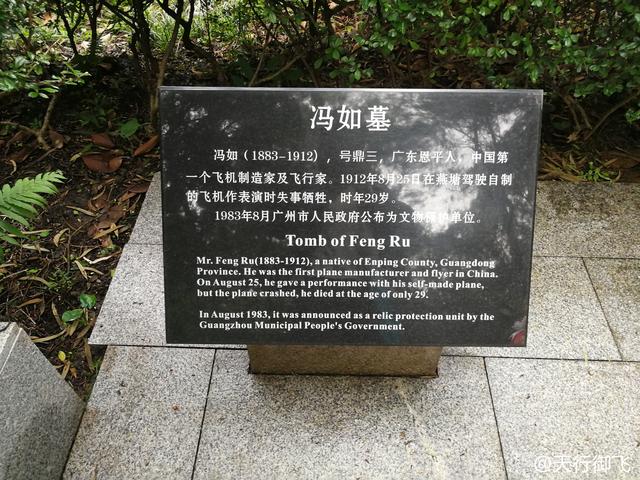 冯如墓
冯如（1883-1912），号鼎三，广东恩平人，中国第
一个飞机制造家及飞行家。1912年8月25日在燕塘驾驶自制
的飞机作表演时失事牺牲，时年29岁。
1983年8月广州市人民政府公布为文物保护单位。
Tomb of Feng Ru
Mr. Feng Ru(1883-1912), a native of Enping County, Guangdong
Province. He was the first plane manufacturer and flyer in China.
On August 25, he gave a performance with his self-made plane,
but the plane crashed, he died at the age of only 29.
In August 1983, it was announced as a relic protection unit by the
Guangzhou Municipal People's Government.
@天行御飞